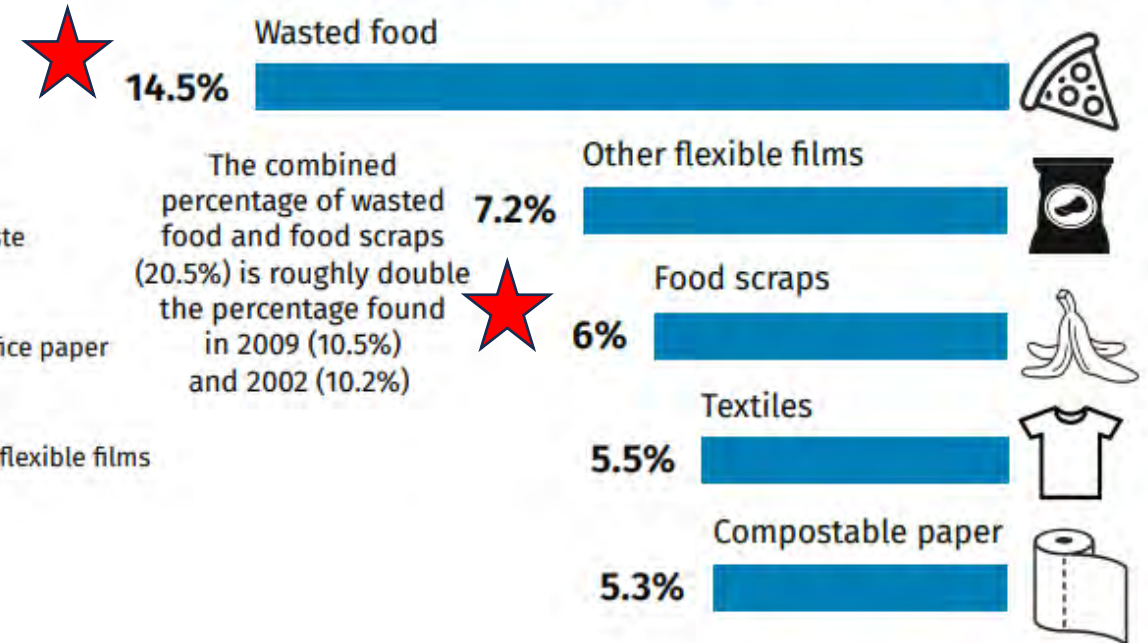 Wasted food
14.5%
The combined
percentage of wasted
food and food scraps
(20.5%) is roughly double
the percentage found
in 2009 (10.5%)
and 2002 (10.2%)
Other flexible films
7.2%
Food scraps
6%
Textiles
5.5%
Compostable paper
5.3%
paper
flexible films